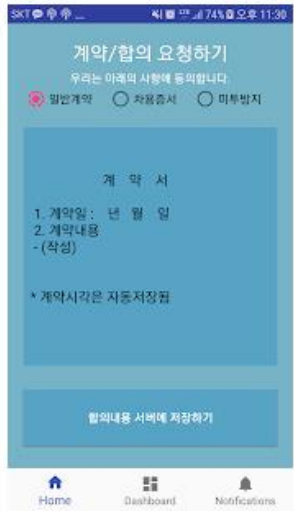 SKT
LTE 74% 오후 11:30
계약/합의 요청하기
우리는 아래의 사항에 동의합니다.
일반계약 차용증서 미투방지
계 약 서
1. 계약일 : 년 월 일
2. 계약내용
- (작성)
* 계약시각은 자동저장됨
합의내용 서버에 저장하기
Home Dashboard Notifications